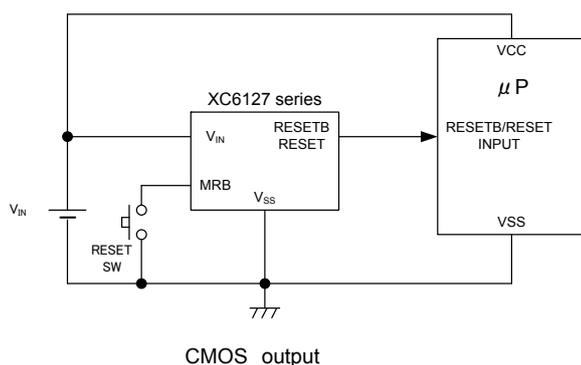 VCC
μP
XC6127 series
VIN
RESETB
RESET
RESETB/RESET
INPUT
MRB
VSS
VIN
RESET
SW
VSS
CMOS output